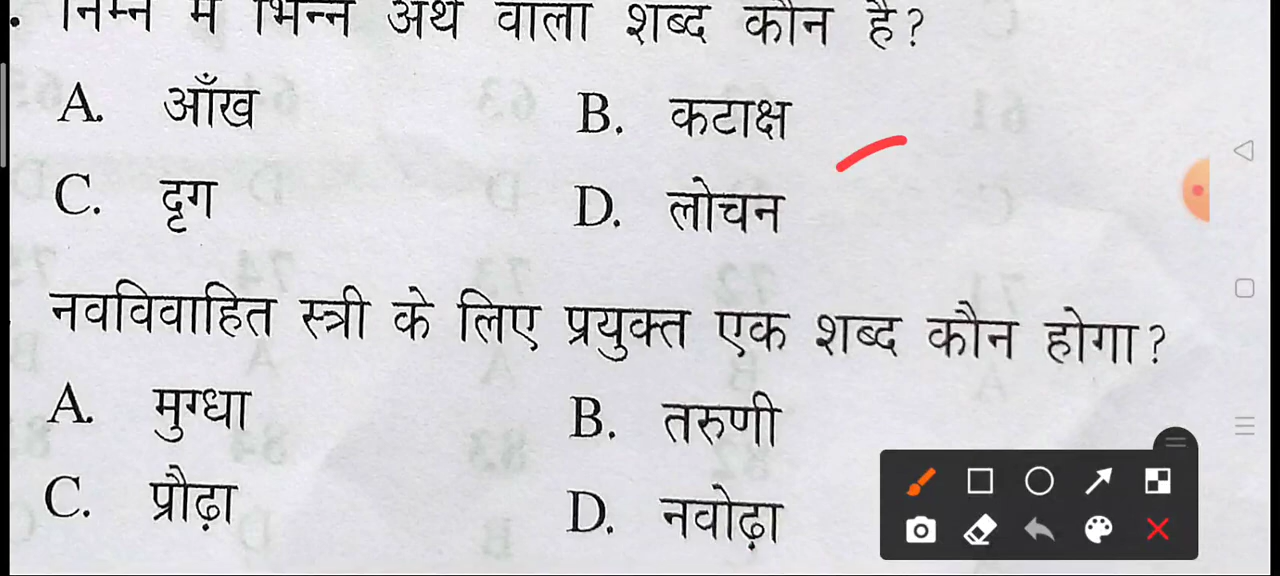 . निम्न में भिन्न अर्थ वाला शब्द कौन है?
A. आँख B. कटाक्ष
C. दृग D. लोचन
नवविवाहित स्त्री के लिए प्रयुक्त एक शब्द कौन होगा?
A. मुग्धा B. तरुणी
C. प्रौढ़ा D. नवोढ़ा